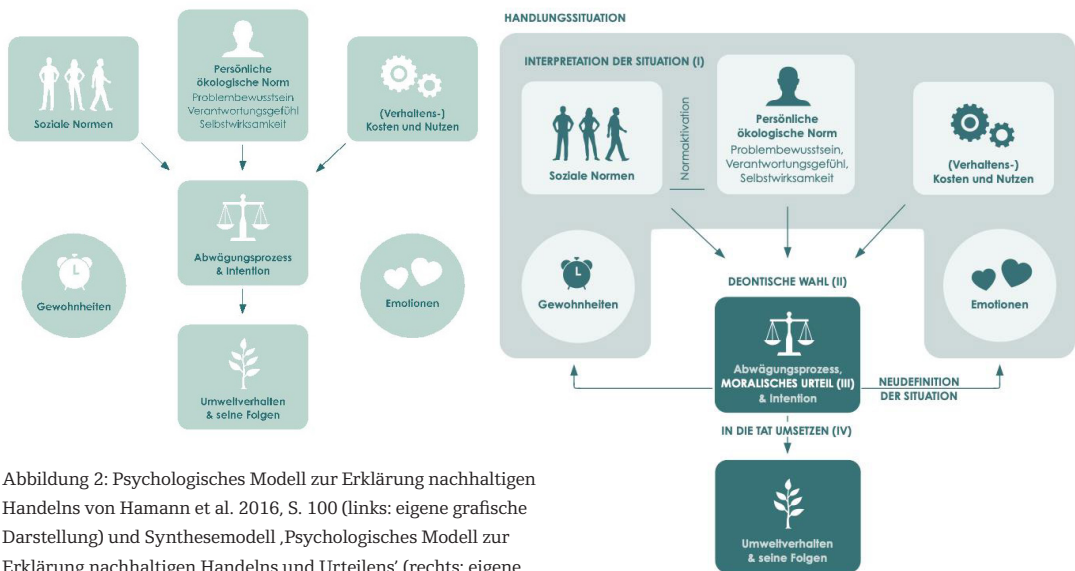 Soziale Normen
Persönliche
ökologische Norm
Problembewusstsein
Verantwortungsgefühl
Selbstwirksamkeit
(Verhaltens-)
Kosten und Nutzen
Abwägungsprozess
& Intention
Gewohnheiten
Emotionen
Umweltverhalten
& seine Folgen
HANDLUNGSSITUATION
INTERPRETATION DER SITUATION (I)
Soziale Normen
Normaktivation
Persönliche
ökologische Norm
Problembewusstsein,
Verantwortungsgefühl,
Selbstwirksamkeit
(Verhaltens-)
Kosten und Nutzen
Gewohnheiten
DEONTISCHE WAHL (II)
Emotionen
Abwägungsprozess,
MORALISCHES URTEIL (III)
& Intention
NEUDEFINITION
DER SITUATION
IN DIE TAT UMSETZEN (IV)
Umweltverhalten
& seine Folgen
Abbildung 2: Psychologisches Modell zur Erklärung nachhaltigen
Handelns von Hamann et al. 2016, S. 100 (links: eigene grafische
Darstellung) und Synthesemodell ‚Psychologisches Modell zur
Erklärung nachhaltigen Handelns und Urteilens‘ (rechts: eigene